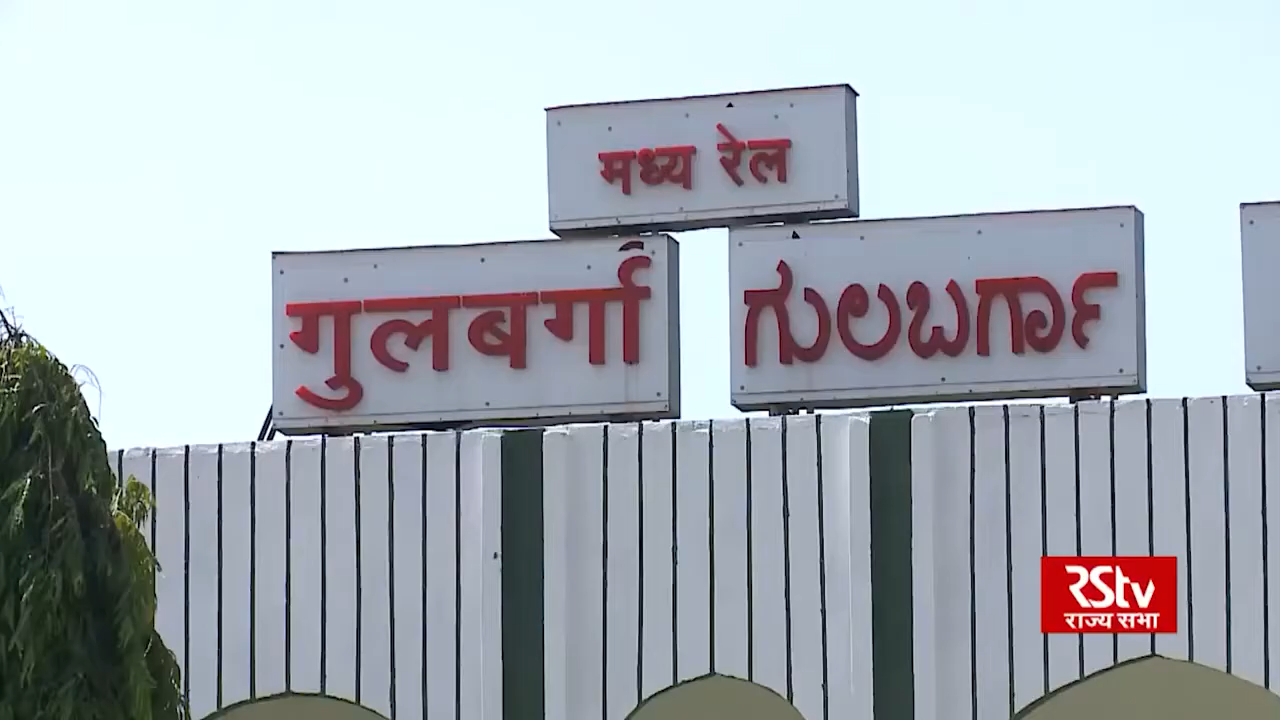 मध्य रेल
गुलबर्गा
ಗುಲಬರ್ಗಾ
RStv
राज्य सभा